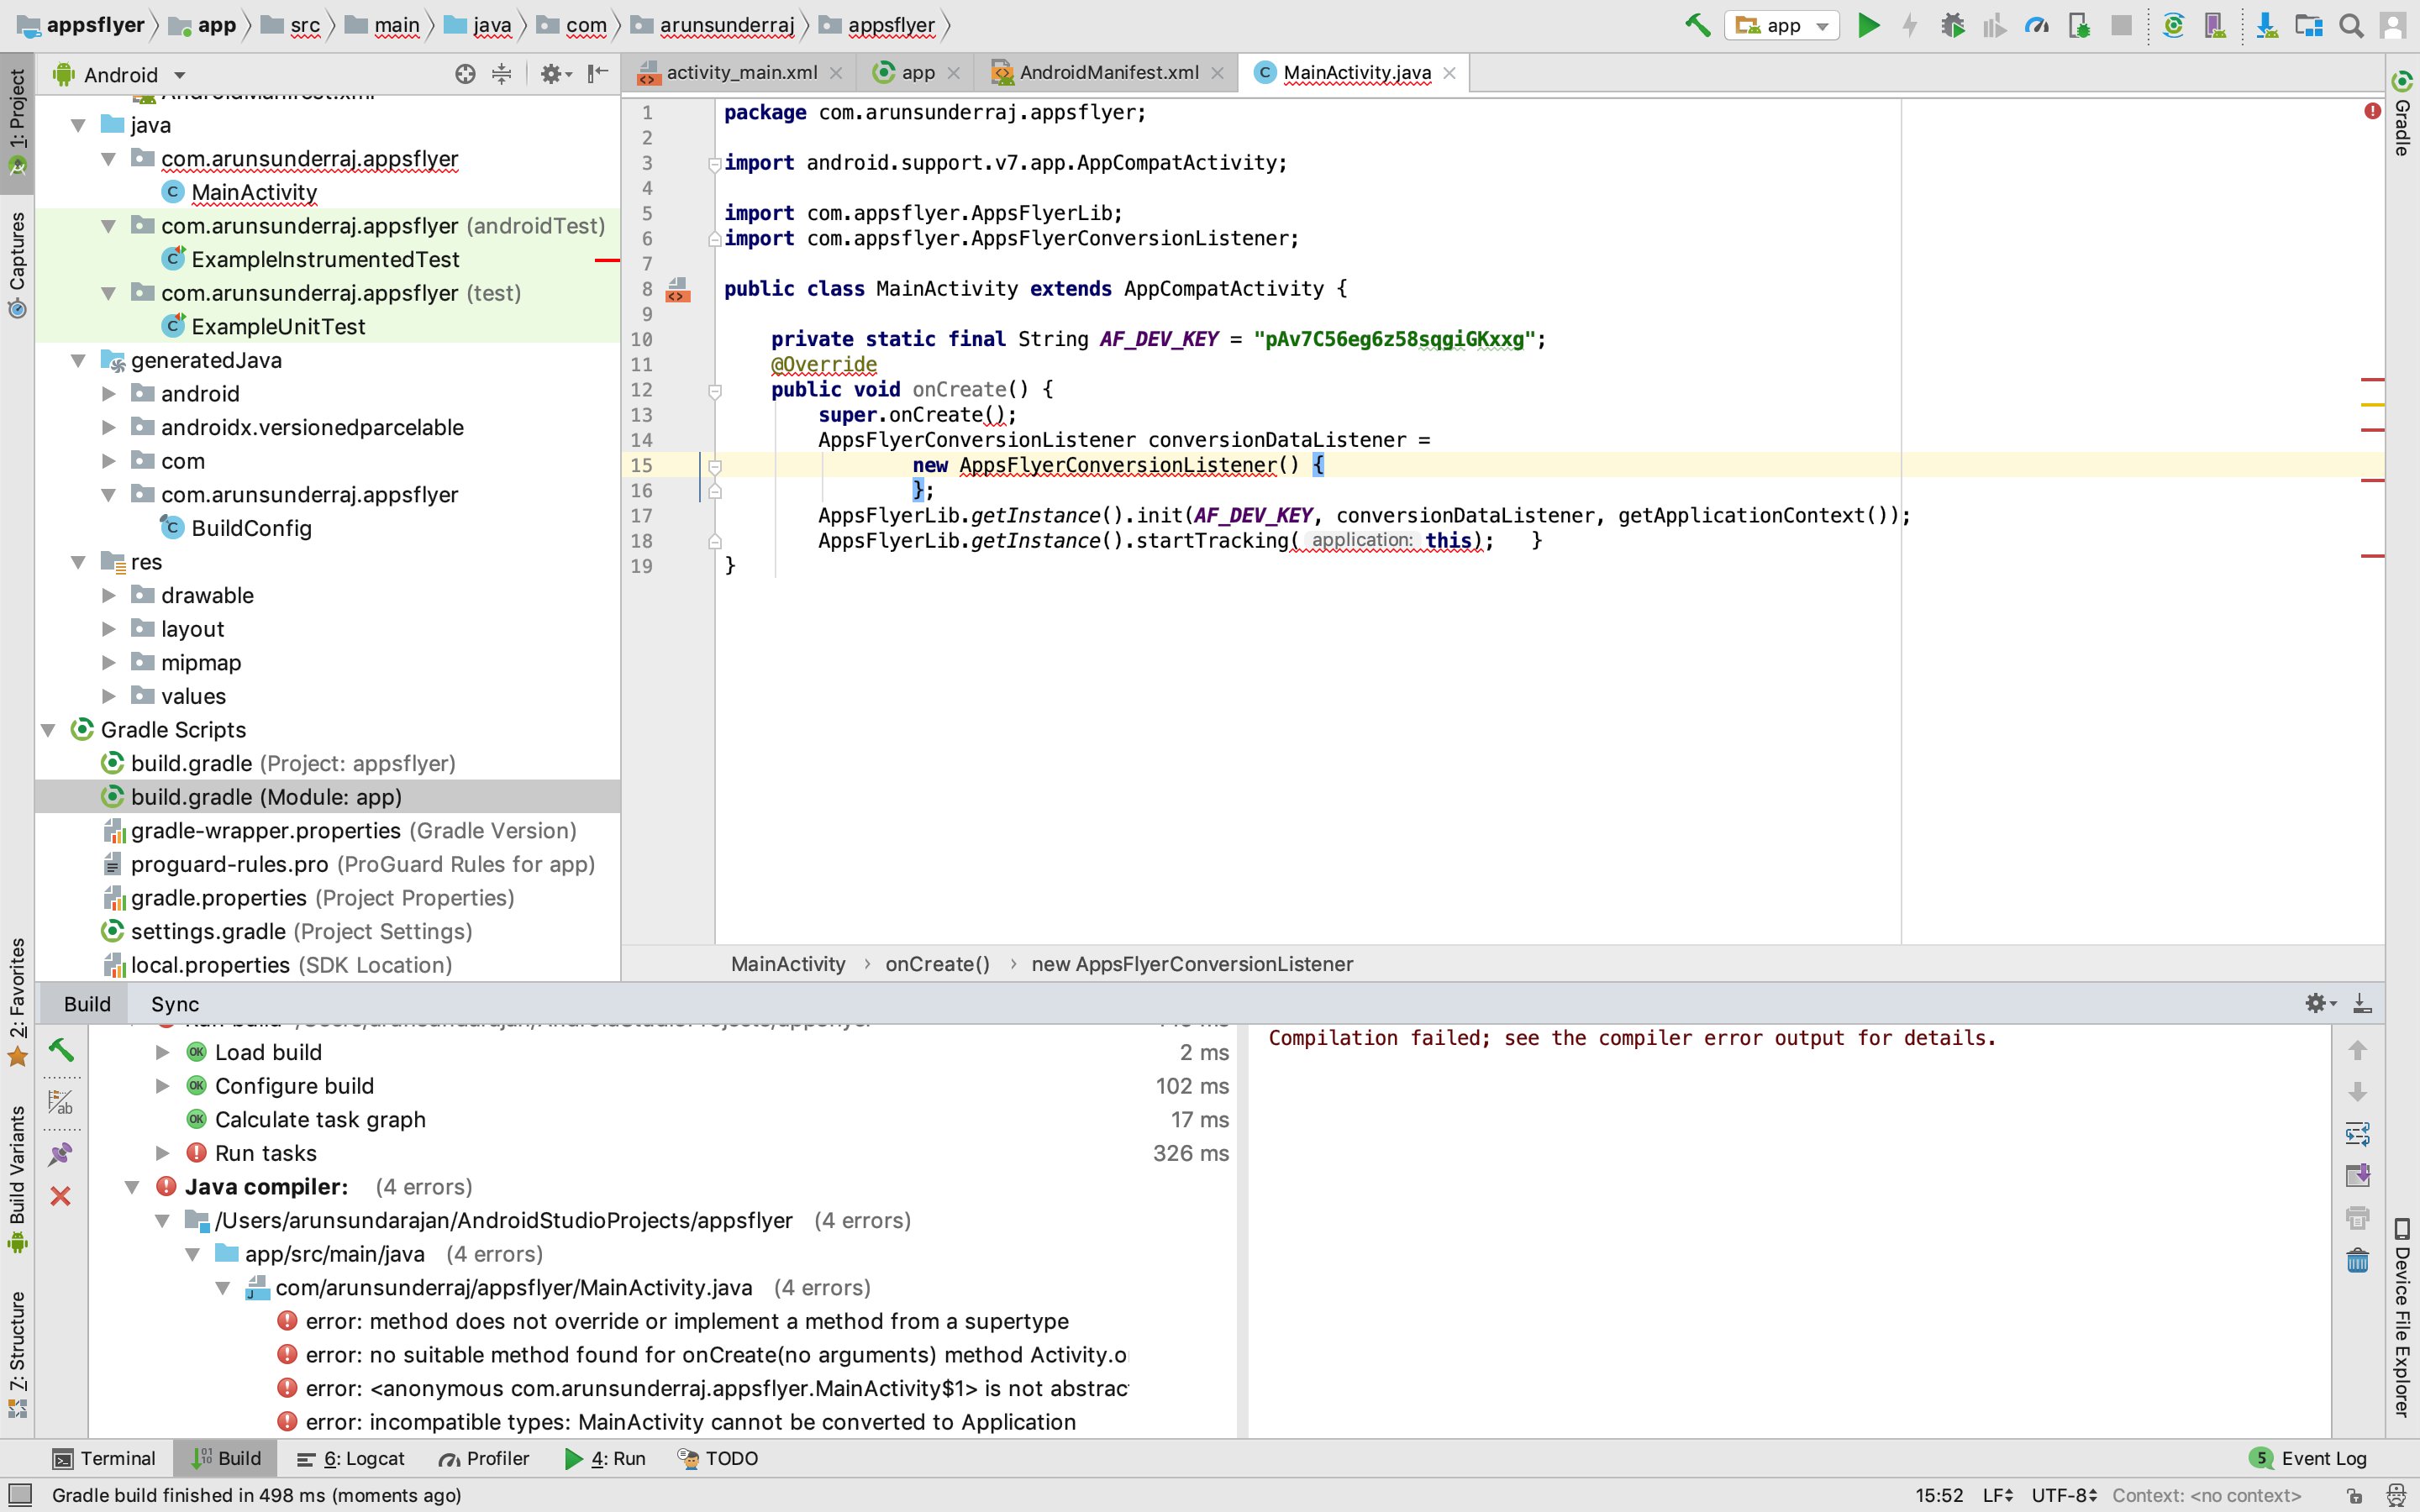 appsflyer app src main java com arunsunderraj appsflyer
app
1: Project
Captures
2: Favorites
Build Variants
7: Structure
Android
AndroidManifest.xml
java
com.arunsunderraj.appsflyer
MainActivity
com.arunsunderraj.appsflyer (androidTest)
ExampleInstrumentedTest
com.arunsunderraj.appsflyer (test)
ExampleUnitTest
generatedJava
android
androidx.versionedparcelable
com
com.arunsunderraj.appsflyer
BuildConfig
res
drawable
layout
mipmap
values
Gradle Scripts
build.gradle (Project: appsflyer)
build.gradle (Module: app)
gradle-wrapper.properties (Gradle Version)
proguard-rules.pro (ProGuard Rules for app)
gradle.properties (Project Properties)
settings.gradle (Project Settings)
local.properties (SDK Location)
activity_main.xml app AndroidManifest.xml MainActivity.java
1 package com.arunsunderraj.appsflyer;
2
3 import android.support.v7.app.AppCompatActivity;
4
5 import com.appsflyer.AppsFlyerLib;
6 import com.appsflyer.AppsFlyerConversionListener;
7
8 public class MainActivity extends AppCompatActivity {
9
10 private static final String AF_DEV_KEY = "pAv7C56eg6z58sqgiGKxxg";
11 @Override
12 public void onCreate() {
13 super.onCreate();
14 AppsFlyerConversionListener conversionDataListener =
15 new AppsFlyerConversionListener() {
16 };
17 AppsFlyerLib.getInstance().init(AF_DEV_KEY, conversionDataListener, getApplicationContext());
18 AppsFlyerLib.getInstance().startTracking( application: this); }
19 }
MainActivity › onCreate() › new AppsFlyerConversionListener
Gradle
Device File Explorer
Build Sync
Run build /Users/arunsundarajan/AndroidStudioProjects/appsflyer
Load build 2 ms
Configure build 102 ms
Calculate task graph 17 ms
Run tasks 326 ms
Java compiler: (4 errors)
/Users/arunsundarajan/AndroidStudioProjects/appsflyer (4 errors)
app/src/main/java (4 errors)
com/arunsunderraj/appsflyer/MainActivity.java (4 errors)
error: method does not override or implement a method from a supertype
error: no suitable method found for onCreate(no arguments) method Activity.o
error: <anonymous com.arunsunderraj.appsflyer.MainActivity$1> is not abstrac
error: incompatible types: MainActivity cannot be converted to Application
Compilation failed; see the compiler error output for details.
Terminal Build 6: Logcat Profiler 4: Run TODO 5 Event Log
Gradle build finished in 498 ms (moments ago) 15:52 LF UTF-8 Context: <no context>